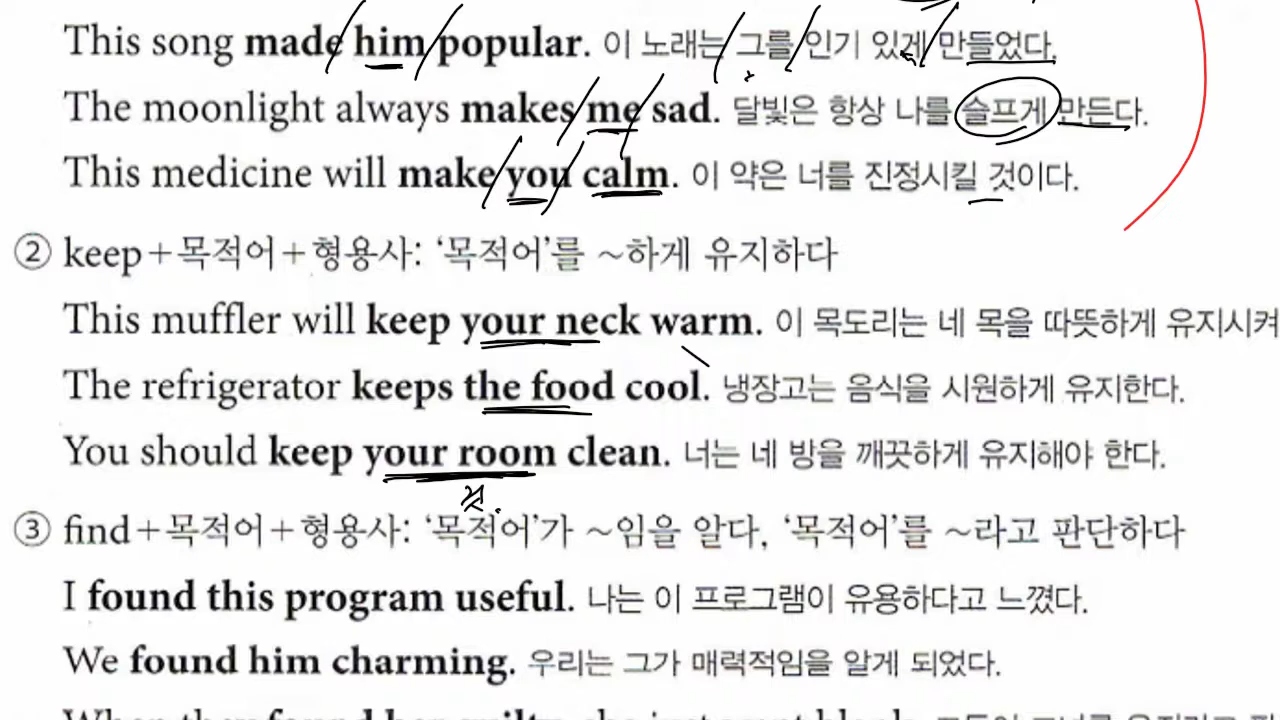 This song made him popular. 이 노래는 그를 인기 있게 만들었다.
The moonlight always makes me sad. 달빛은 항상 나를 슬프게 만든다.
This medicine will make you calm. 이 약은 너를 진정시킬 것이다.
② keep+목적어+형용사: ‘목적어’를 ~하게 유지하다
This muffler will keep your neck warm. 이 목도리는 네 목을 따뜻하게 유지시켜
The refrigerator keeps the food cool. 냉장고는 음식을 시원하게 유지한다.
You should keep your room clean. 너는 네 방을 깨끗하게 유지해야 한다.
③ find+목적어+형용사: ‘목적어’가 ~임을 알다, ‘목적어’를 ~라고 판단하다
I found this program useful. 나는 이 프로그램이 유용하다고 느꼈다.
We found him charming. 우리는 그가 매력적임을 알게 되었다.